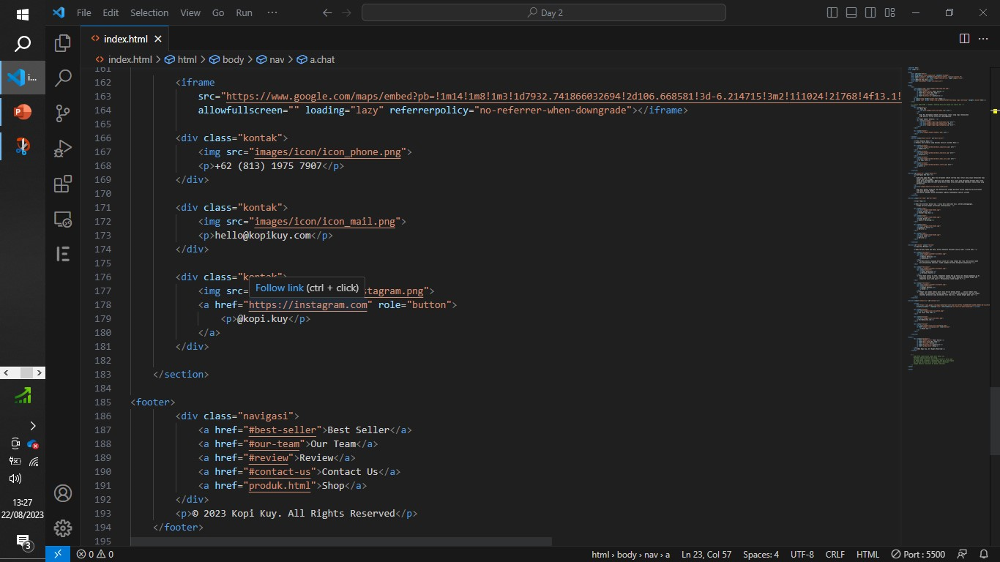 File Edit Selection View Go Run ··· Day 2
i...
index.html
index.html > html > body > nav > a.chat
161
162 <iframe
163 src="https://www.google.com/maps/embed?pb=!1m14!1m8!1m3!1d7932.741866032694!2d106.668581!3d-6.214715!3m2!1i1024!2i768!4f13.1!
164 allowfullscreen="" loading="lazy" referrerpolicy="no-referrer-when-downgrade"></iframe>
165
166 <div class="kontak">
167 <img src="images/icon/icon_phone.png">
168 <p>+62 (813) 1975 7907</p>
169 </div>
170
171 <div class="kontak">
172 <img src="images/icon/icon_mail.png">
173 <p>hello@kopikuy.com</p>
174 </div>
175
176 <div class="kontak">
Follow link (ctrl + click)
177 <img src= stagram.png">
178 <a href="https://instagram.com" role="button">
179 <p>@kopi.kuy</p>
180 </a>
181 </div>
182
183 </section>
184
185 <footer>
186 <div class="navigasi">
187 <a href="#best-seller">Best Seller</a>
188 <a href="#our-team">Our Team</a>
189 <a href="#review">Review</a>
190 <a href="#contact-us">Contact Us</a>
191 <a href="produk.html">Shop</a>
192 </div>
193 <p>© 2023 Kopi Kuy. All Rights Reserved</p>
194 </footer>
195
13:27
22/08/2023
3
0 0 html > body > nav > a Ln 23, Col 57 Spaces: 4 UTF-8 CRLF HTML Port : 5500